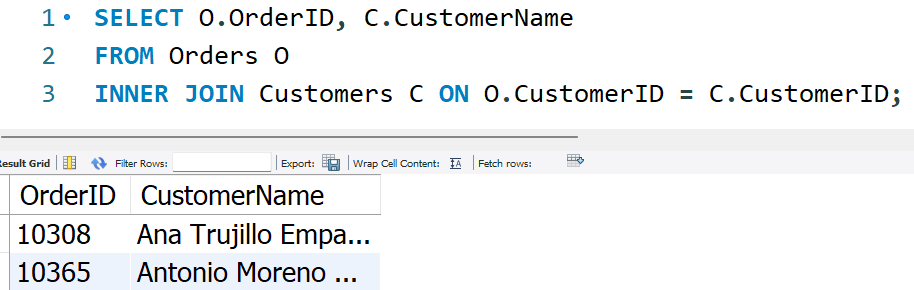 1 SELECT O.OrderID, C.CustomerName
2 FROM Orders O
3 INNER JOIN Customers C ON O.CustomerID = C.CustomerID;
Result Grid Filter Rows: Export: Wrap Cell Content: Fetch rows:
OrderID CustomerName
10308 Ana Trujillo Empa...
10365 Antonio Moreno ...